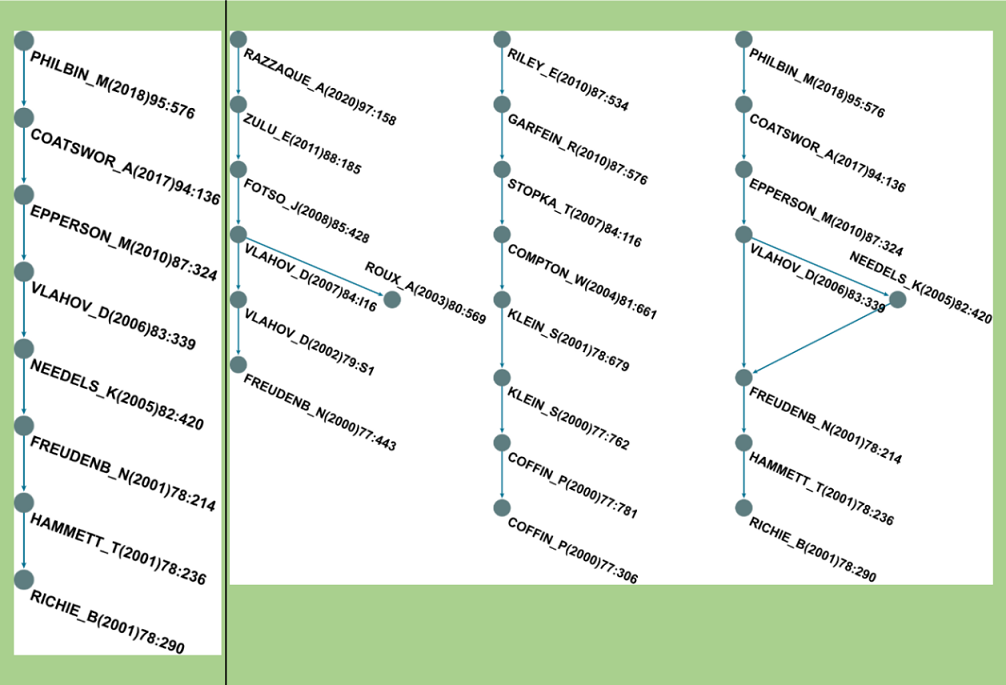 PHILBIN_M(2018)95:576
COATSWOR_A(2017)94:136
EPPERSON_M(2010)87:324
VLAHOV_D(2006)83:339
NEEDELS_K(2005)82:420
FREUDENB_N(2001)78:214
HAMMETT_T(2001)78:236
RICHIE_B(2001)78:290
RAZZAQUE_A(2020)97:158
ZULU_E(2011)88:185
FOTSO_J(2008)85:428
VLAHOV_D(2007)84:I16
ROUX_A(2003)80:569
VLAHOV_D(2002)79:S1
FREUDENB_N(2000)77:443
RILEY_E(2010)87:534
GARFEIN_R(2010)87:576
STOPKA_T(2007)84:116
COMPTON_W(2004)81:661
KLEIN_S(2001)78:679
KLEIN_S(2000)77:762
COFFIN_P(2000)77:781
COFFIN_P(2000)77:306
PHILBIN_M(2018)95:576
COATSWOR_A(2017)94:136
EPPERSON_M(2010)87:324
VLAHOV_D(2006)83:339
NEEDELS_K(2005)82:420
FREUDENB_N(2001)78:214
HAMMETT_T(2001)78:236
RICHIE_B(2001)78:290